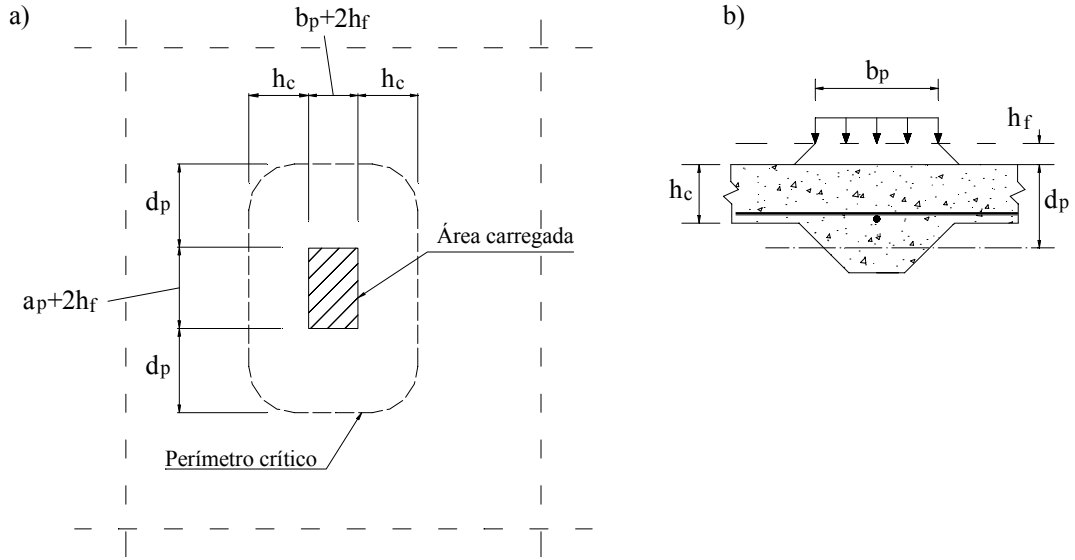 a)
bp+2hf
hc
hc
dp
Área carregada
ap+2hf
dp
Perímetro crítico
b)
bp
hf
hc
dp